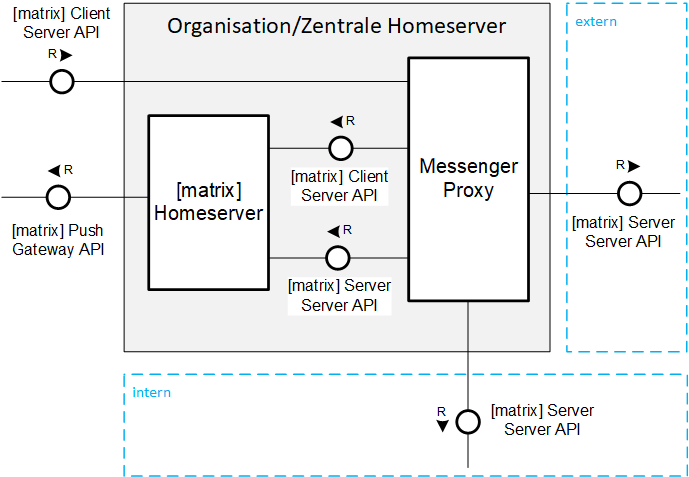 [matrix] Client
Server API
R
Organisation/Zentrale Homeserver
extern
R
[matrix] Client
Server API
Messenger
Proxy
R
[matrix] Push
Gateway API
[matrix]
Homeserver
R
[matrix] Server
Server API
R
[matrix] Server
Server API
intern
R
[matrix] Server
Server API